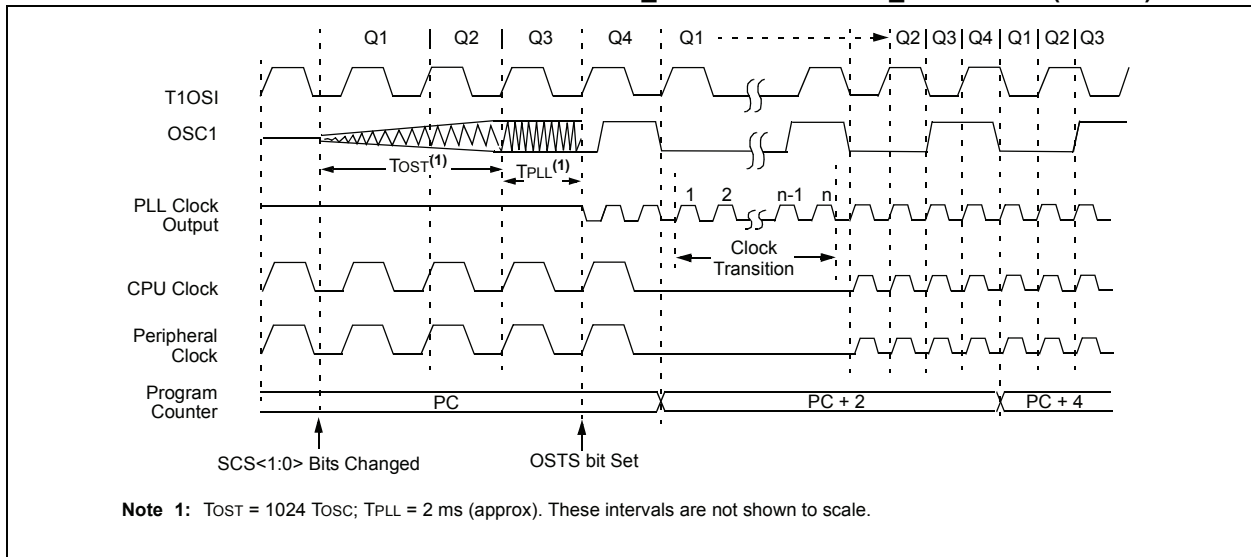 Q1 Q2 Q3 Q4 Q1 Q2 Q3 Q4 Q1 Q2 Q3
T1OSI
OSC1
TOST(1) TPLL(1)
1 2 n-1 n
PLL Clock
Output
Clock
Transition
CPU Clock
Peripheral
Clock
Program
Counter
PC PC + 2 PC + 4
SCS<1:0> Bits Changed OSTS bit Set
Note 1: TOST = 1024 TOSC; TPLL = 2 ms (approx). These intervals are not shown to scale.